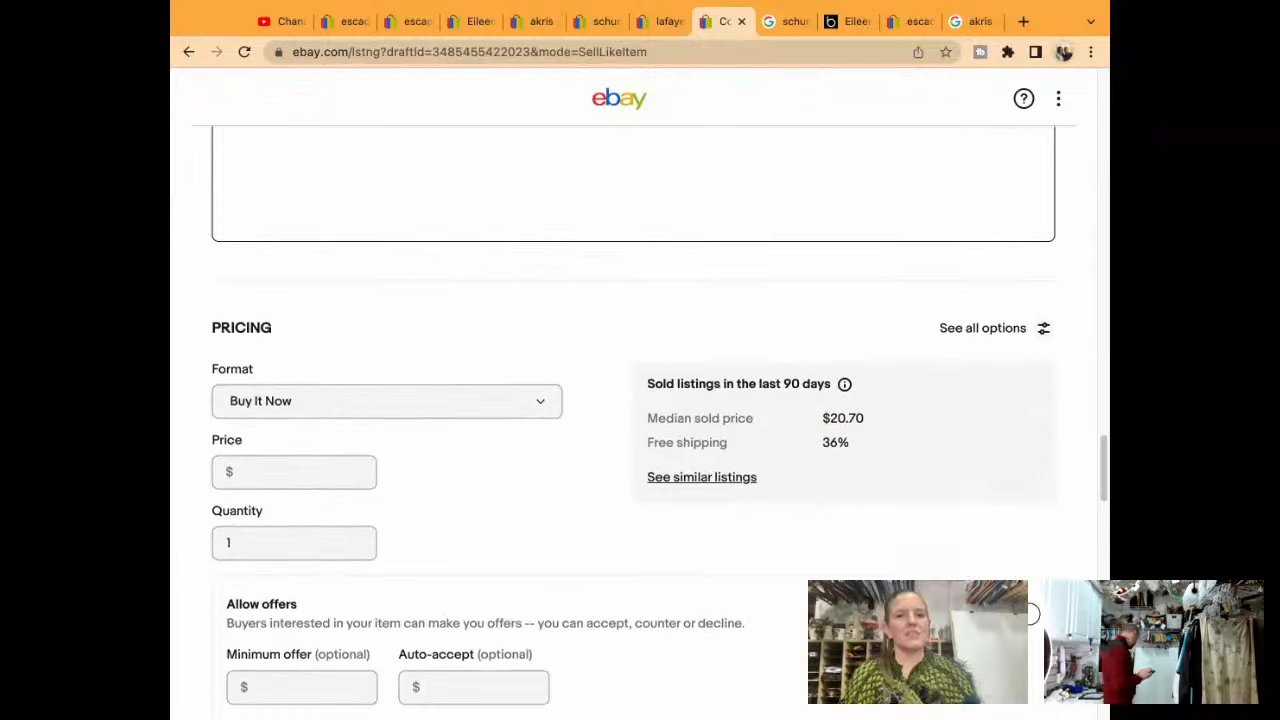 Chan
escad
escad
Eileen
akris
schur
lafaye
Co
schur
Eilee
escad
akris
ebay.com/lstng?draftId=3485455422023&mode=SellLikeItem
ebay
PRICING
See all options
Format
Buy It Now
Price
$
Quantity
1
Sold listings in the last 90 days
Median sold price $20.70
Free shipping 36%
See similar listings
Allow offers
Buyers interested in your item can make you offers -- you can accept, counter or decline.
Minimum offer (optional) Auto-accept (optional)
$ $